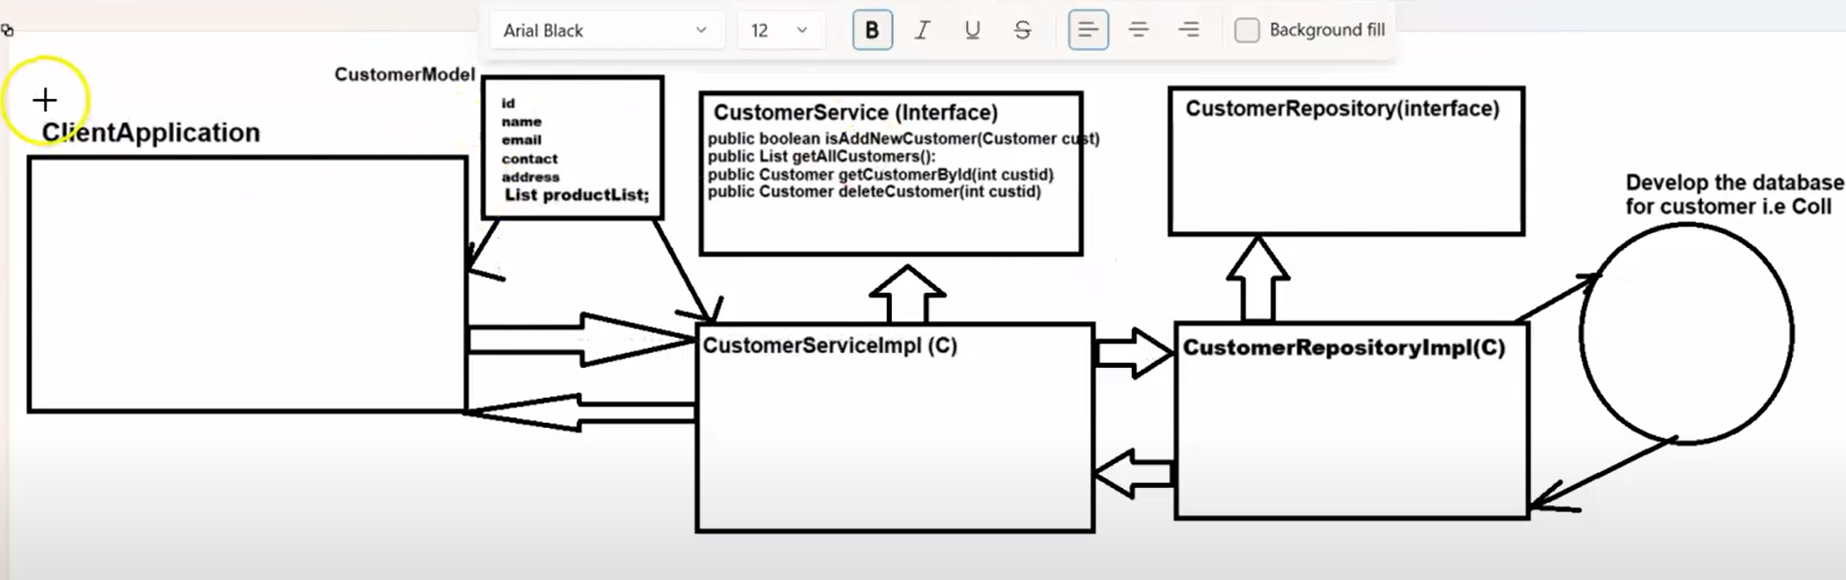 Arial Black
12
B
I
U
S
Background fill
CustomerModel
id
name
email
contact
address
List productList;
ClientApplication
CustomerService (Interface)
public boolean isAddNewCustomer(Customer cust)
public List getAllCustomers():
public Customer getCustomerById(int custid)
public Customer deleteCustomer(int custid)
CustomerRepository(interface)
Develop the database
for customer i.e Coll
CustomerServiceImpl (C)
CustomerRepositoryImpl(C)